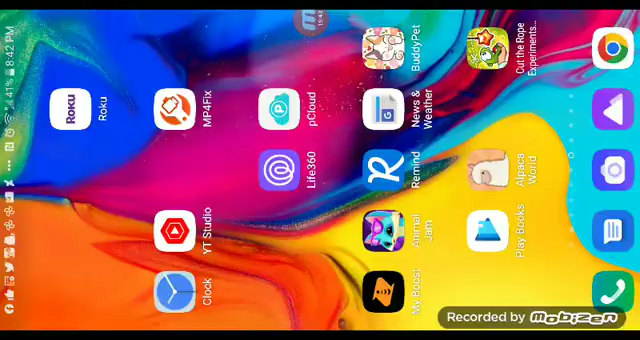 8:42 PM
41%
Roku
Roku
MP4Fix
YT Studio
Clock
pCloud
Life360
BuddyPet
News &
Weather
Remind
Animal
Jam
My Boost
Cut the Rope
Experiments...
Alpaca
World
Play Books
Recorded by Mobizen